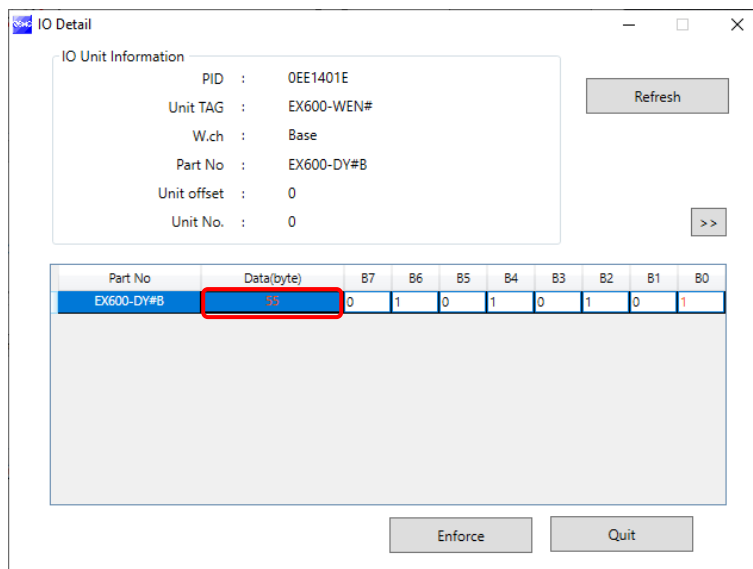 IO Detail
IO Unit Information
PID : 0EE1401E
Unit TAG : EX600-WEN#
W.ch : Base
Part No : EX600-DY#B
Unit offset : 0
Unit No. : 0
Refresh
>>
Part No Data(byte) B7 B6 B5 B4 B3 B2 B1 B0
EX600-DY#B 55 0 1 0 1 0 1 0 1
Enforce Quit